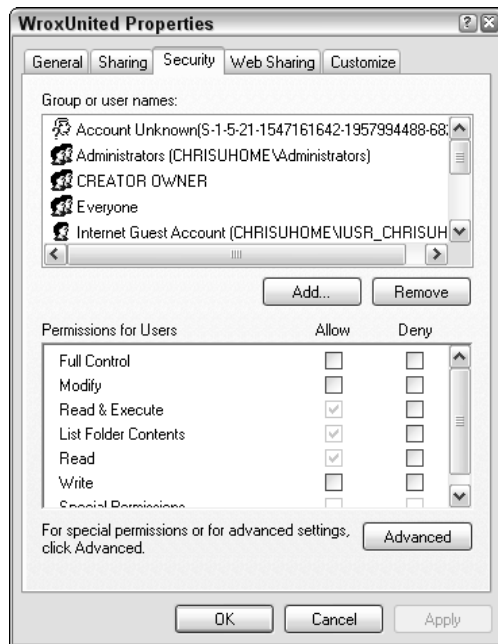 WroxUnited Properties
General Sharing Security Web Sharing Customize
Group or user names:
Account Unknown(S-1-5-21-1547161642-1957994488-68
Administrators (CHRISUHOME\Administrators)
CREATOR OWNER
Everyone
Internet Guest Account (CHRISUHOME\IUSR_CHRISUH
Add... Remove
Permissions for Users Allow Deny
Full Control
Modify
Read & Execute
List Folder Contents
Read
Write
Special Permissions
For special permissions or for advanced settings,
click Advanced.
Advanced
OK Cancel Apply